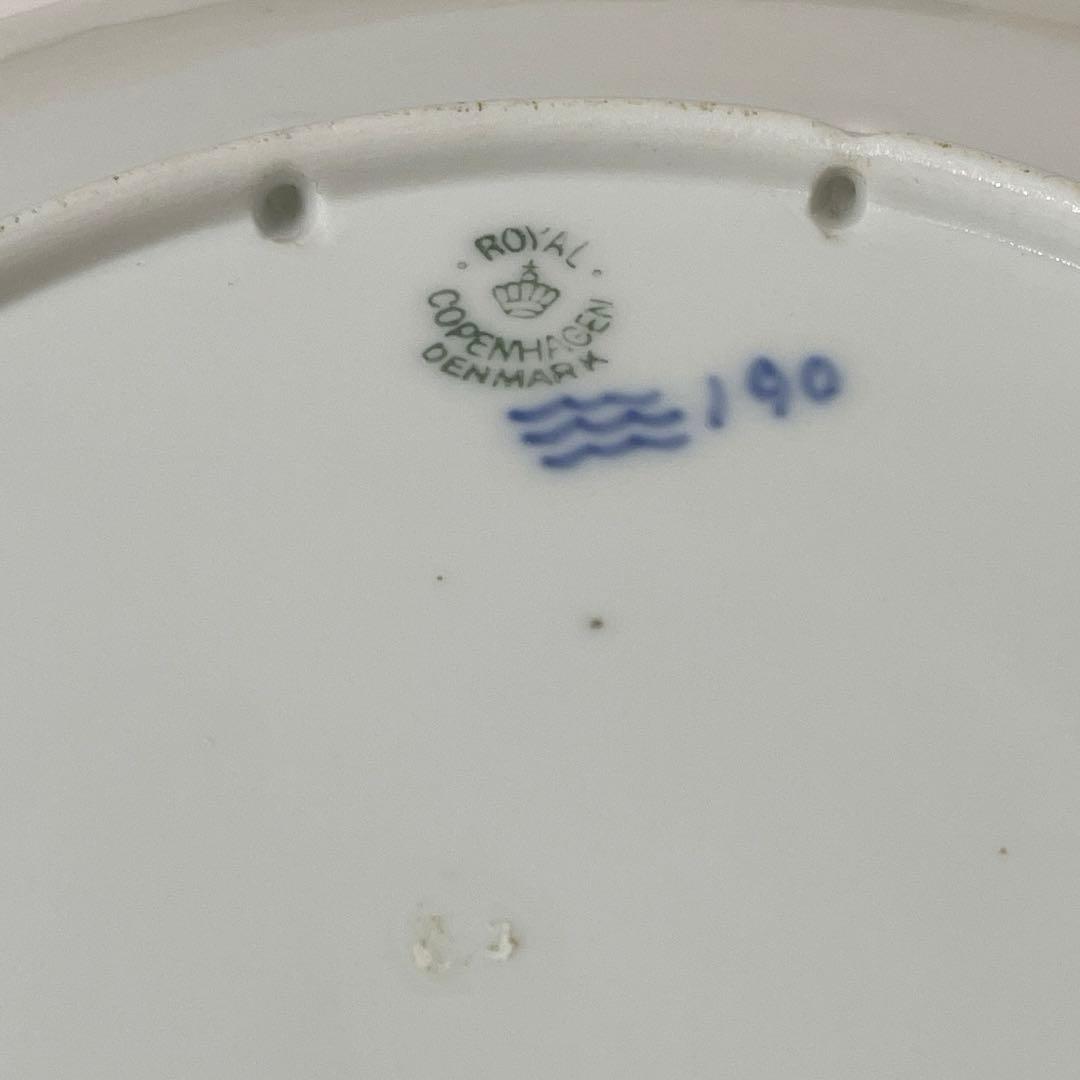 ROYAL
COPENHAGEN
DENMARK
190